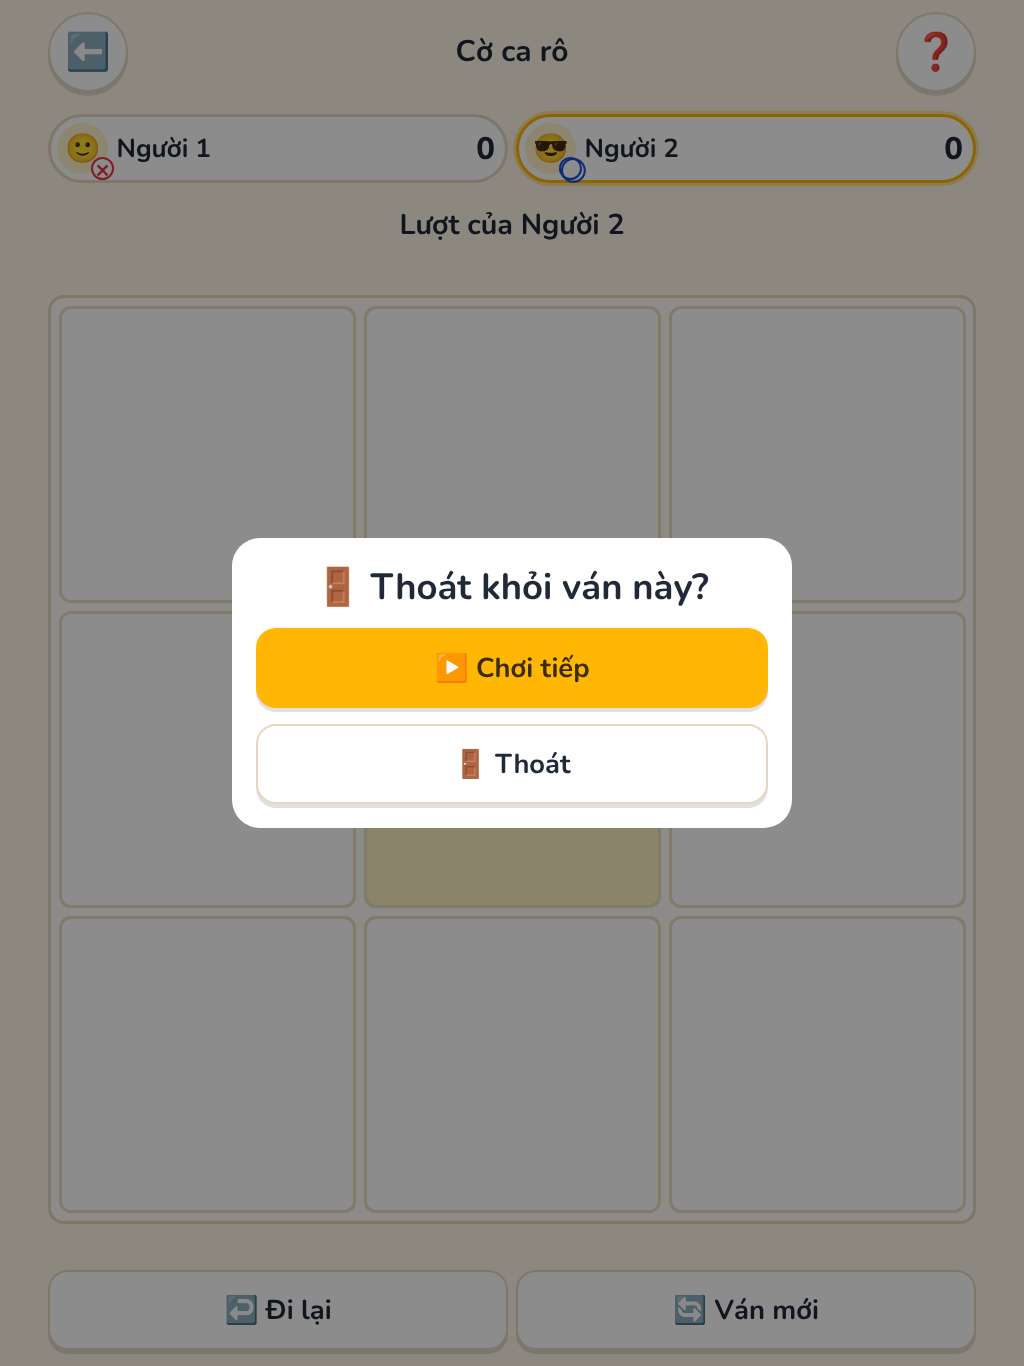 Cờ ca rô
Người 1 0
Người 2 0
Lượt của Người 2
Thoát khỏi ván này?
Chơi tiếp
Thoát
Đi lại
Ván mới